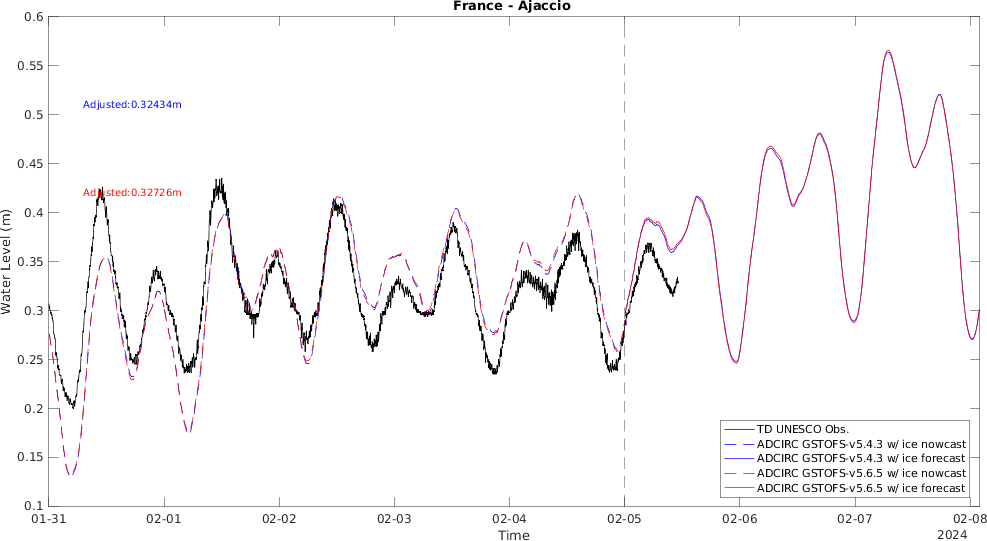 France - Ajaccio
0.6
0.55
0.5
0.45
0.4
0.35
0.3
0.25
0.2
0.15
0.1
Water Level (m)
Adjusted:0.32434m
Adjusted:0.32726m
TD UNESCO Obs.
ADCIRC GSTOFS-v5.4.3 w/ ice nowcast
ADCIRC GSTOFS-v5.4.3 w/ ice forecast
ADCIRC GSTOFS-v5.6.5 w/ ice nowcast
ADCIRC GSTOFS-v5.6.5 w/ ice forecast
01-31 02-01 02-02 02-03 02-04 02-05 02-06 02-07 02-08
Time 2024